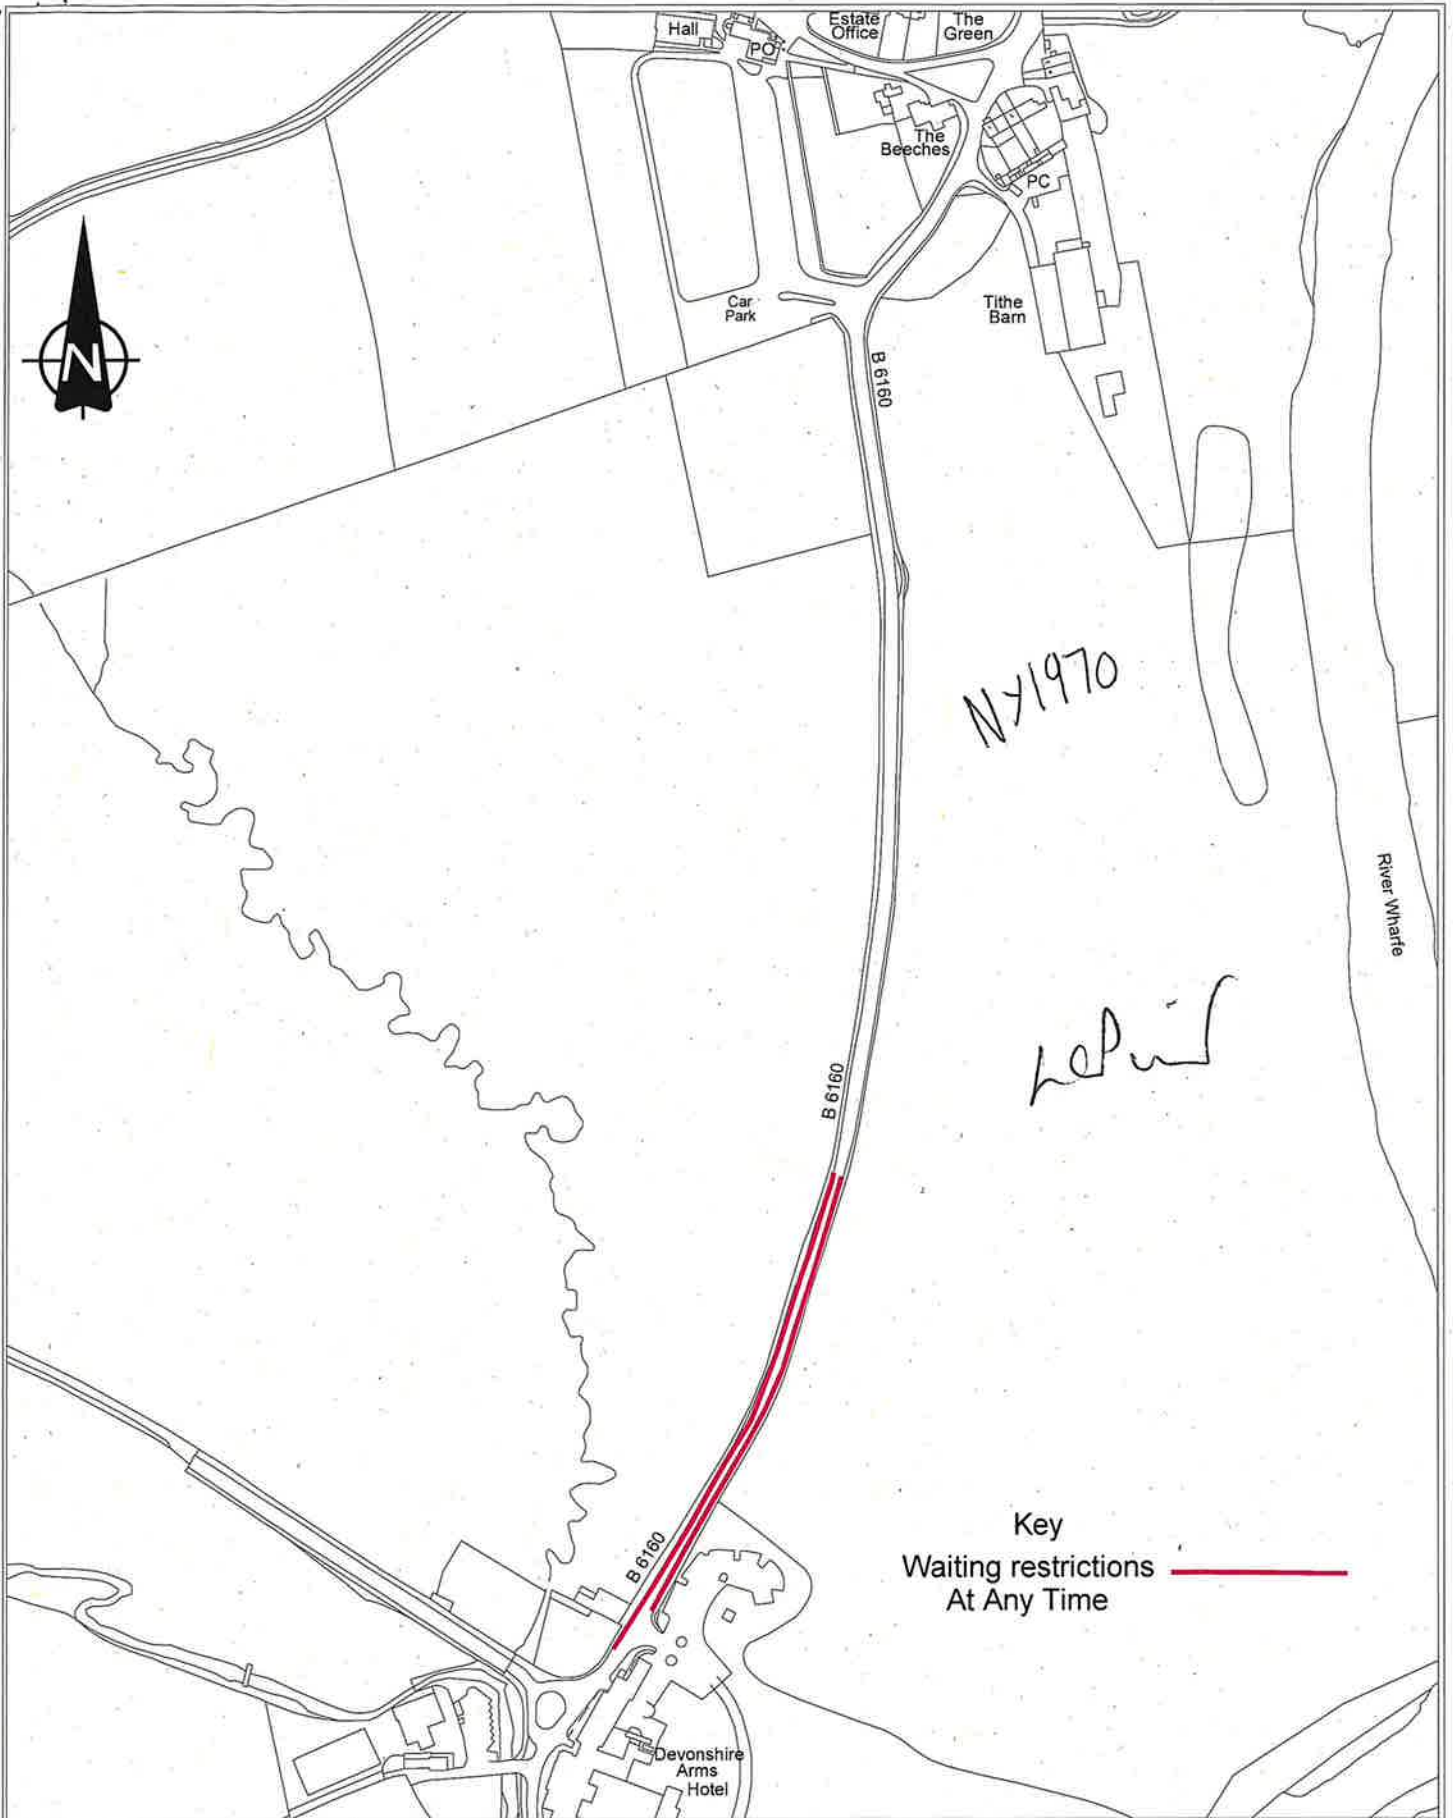 Hall
PO
Estate
Office
The
Green
The
Beeches
PC
Car
Park
Tithe
Barn
N
B 6160
NY1970
River Wharfe
B 6160
B 6160
Key
Waiting restrictions
At Any Time
Devonshire
Arms
Hotel